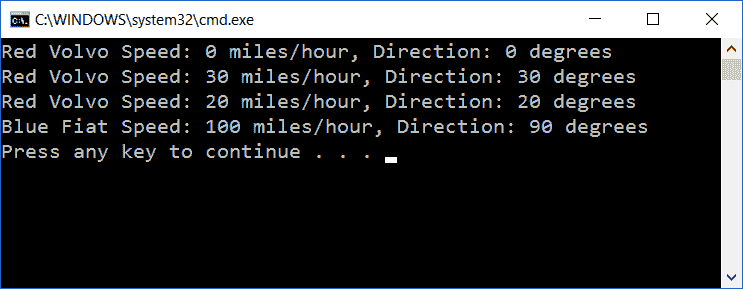 C:\WINDOWS\system32\cmd.exe
Red Volvo Speed: 0 miles/hour, Direction: 0 degrees
Red Volvo Speed: 30 miles/hour, Direction: 30 degrees
Red Volvo Speed: 20 miles/hour, Direction: 20 degrees
Blue Fiat Speed: 100 miles/hour, Direction: 90 degrees
Press any key to continue . . .